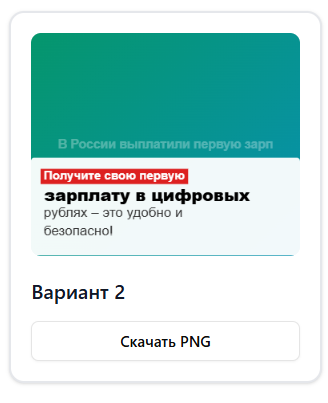 В России выплатили первую зарп
Получите свою первую
зарплату в цифровых
рублях – это удобно и
безопасно!
Вариант 2
Скачать PNG